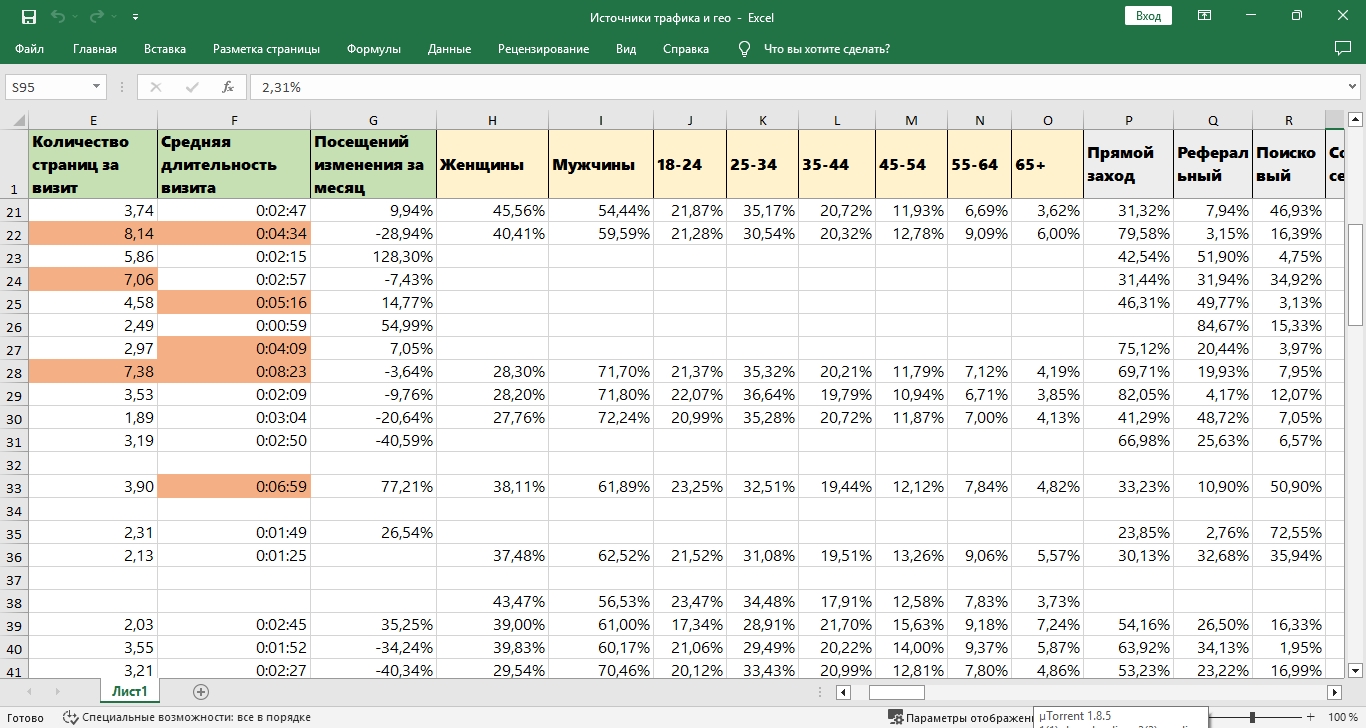 Источники трафика и гео - Excel
Вход
Файл Главная Вставка Разметка страницы Формулы Данные Рецензирование Вид Справка Что вы хотите сделать?
S95 fx 2,31%
E F G H I J K L M N O P Q R
Количество страниц за визит Средняя длительность визита Посещений изменения за месяц Женщины Мужчины 18-24 25-34 35-44 45-54 55-64 65+ Прямой заход Реферальный Поисковый
1
21 3,74 0:02:47 9,94% 45,56% 54,44% 21,87% 35,17% 20,72% 11,93% 6,69% 3,62% 31,32% 7,94% 46,93%
22 8,14 0:04:34 -28,94% 40,41% 59,59% 21,28% 30,54% 20,32% 12,78% 9,09% 6,00% 79,58% 3,15% 16,39%
23 5,86 0:02:15 128,30% 42,54% 51,90% 4,75%
24 7,06 0:02:57 -7,43% 31,44% 31,94% 34,92%
25 4,58 0:05:16 14,77% 46,31% 49,77% 3,13%
26 2,49 0:00:59 54,99% 84,67% 15,33%
27 2,97 0:04:09 7,05% 75,12% 20,44% 3,97%
28 7,38 0:08:23 -3,64% 28,30% 71,70% 21,37% 35,32% 20,21% 11,79% 7,12% 4,19% 69,71% 19,93% 7,95%
29 3,53 0:02:09 -9,76% 28,20% 71,80% 22,07% 36,64% 19,79% 10,94% 6,71% 3,85% 82,05% 4,17% 12,07%
30 1,89 0:03:04 -20,64% 27,76% 72,24% 20,99% 35,28% 20,72% 11,87% 7,00% 4,13% 41,29% 48,72% 7,05%
31 3,19 0:02:50 -40,59% 66,98% 25,63% 6,57%
32
33 3,90 0:06:59 77,21% 38,11% 61,89% 23,25% 32,51% 19,44% 12,12% 7,84% 4,82% 33,23% 10,90% 50,90%
34
35 2,31 0:01:49 26,54% 23,85% 2,76% 72,55%
36 2,13 0:01:25 37,48% 62,52% 21,52% 31,08% 19,51% 13,26% 9,06% 5,57% 30,13% 32,68% 35,94%
37
38 43,47% 56,53% 23,47% 34,48% 17,91% 12,58% 7,83% 3,73%
39 2,03 0:02:45 35,25% 39,00% 61,00% 17,34% 28,91% 21,70% 15,63% 9,18% 7,24% 54,16% 26,50% 16,33%
40 3,55 0:01:52 -34,24% 39,83% 60,17% 21,06% 29,49% 20,22% 14,00% 9,37% 5,87% 63,92% 34,13% 1,95%
41 3,21 0:02:27 -40,34% 29,54% 70,46% 20,12% 33,43% 20,99% 12,81% 7,80% 4,86% 53,23% 23,22% 16,99%
Лист1
Готово Специальные возможности: все в порядке Параметры отображен µTorrent 1.8.5 100 %